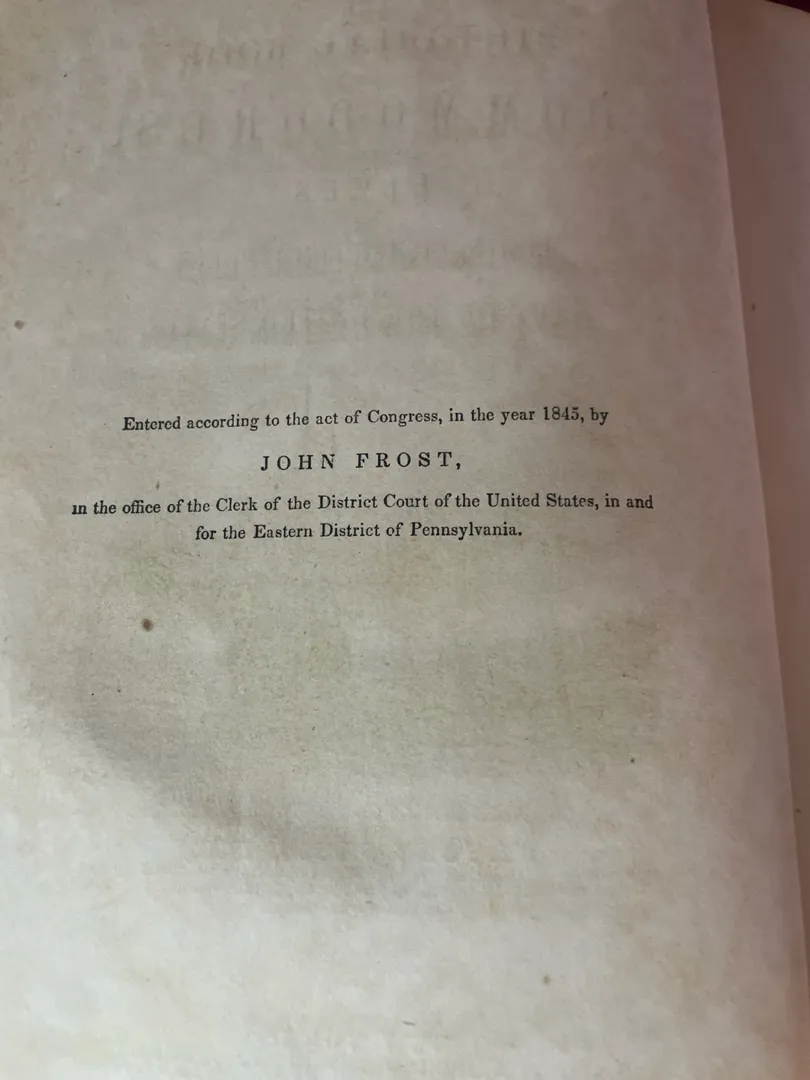 Entered according to the act of Congress, in the year 1845, by
JOHN FROST,
in the office of the Clerk of the District Court of the United States, in and
for the Eastern District of Pennsylvania.